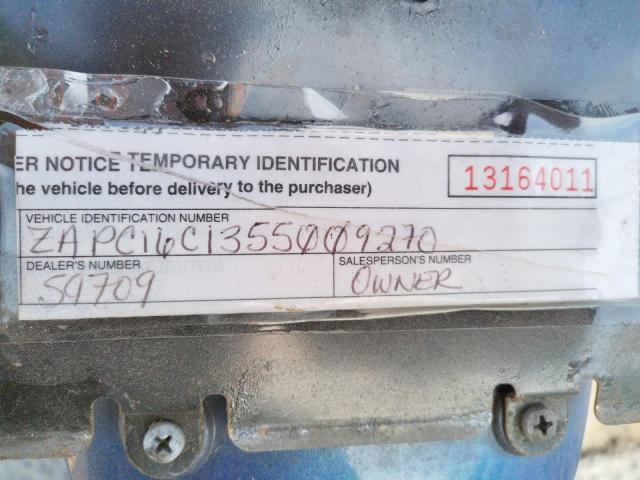 ER NOTICE TEMPORARY IDENTIFICATION
he vehicle before delivery to the purchaser)
13164011
VEHICLE IDENTIFICATION NUMBER
ZAPC16C1355009270
DEALER'S NUMBER
59709
SALESPERSON'S NUMBER
OWNER